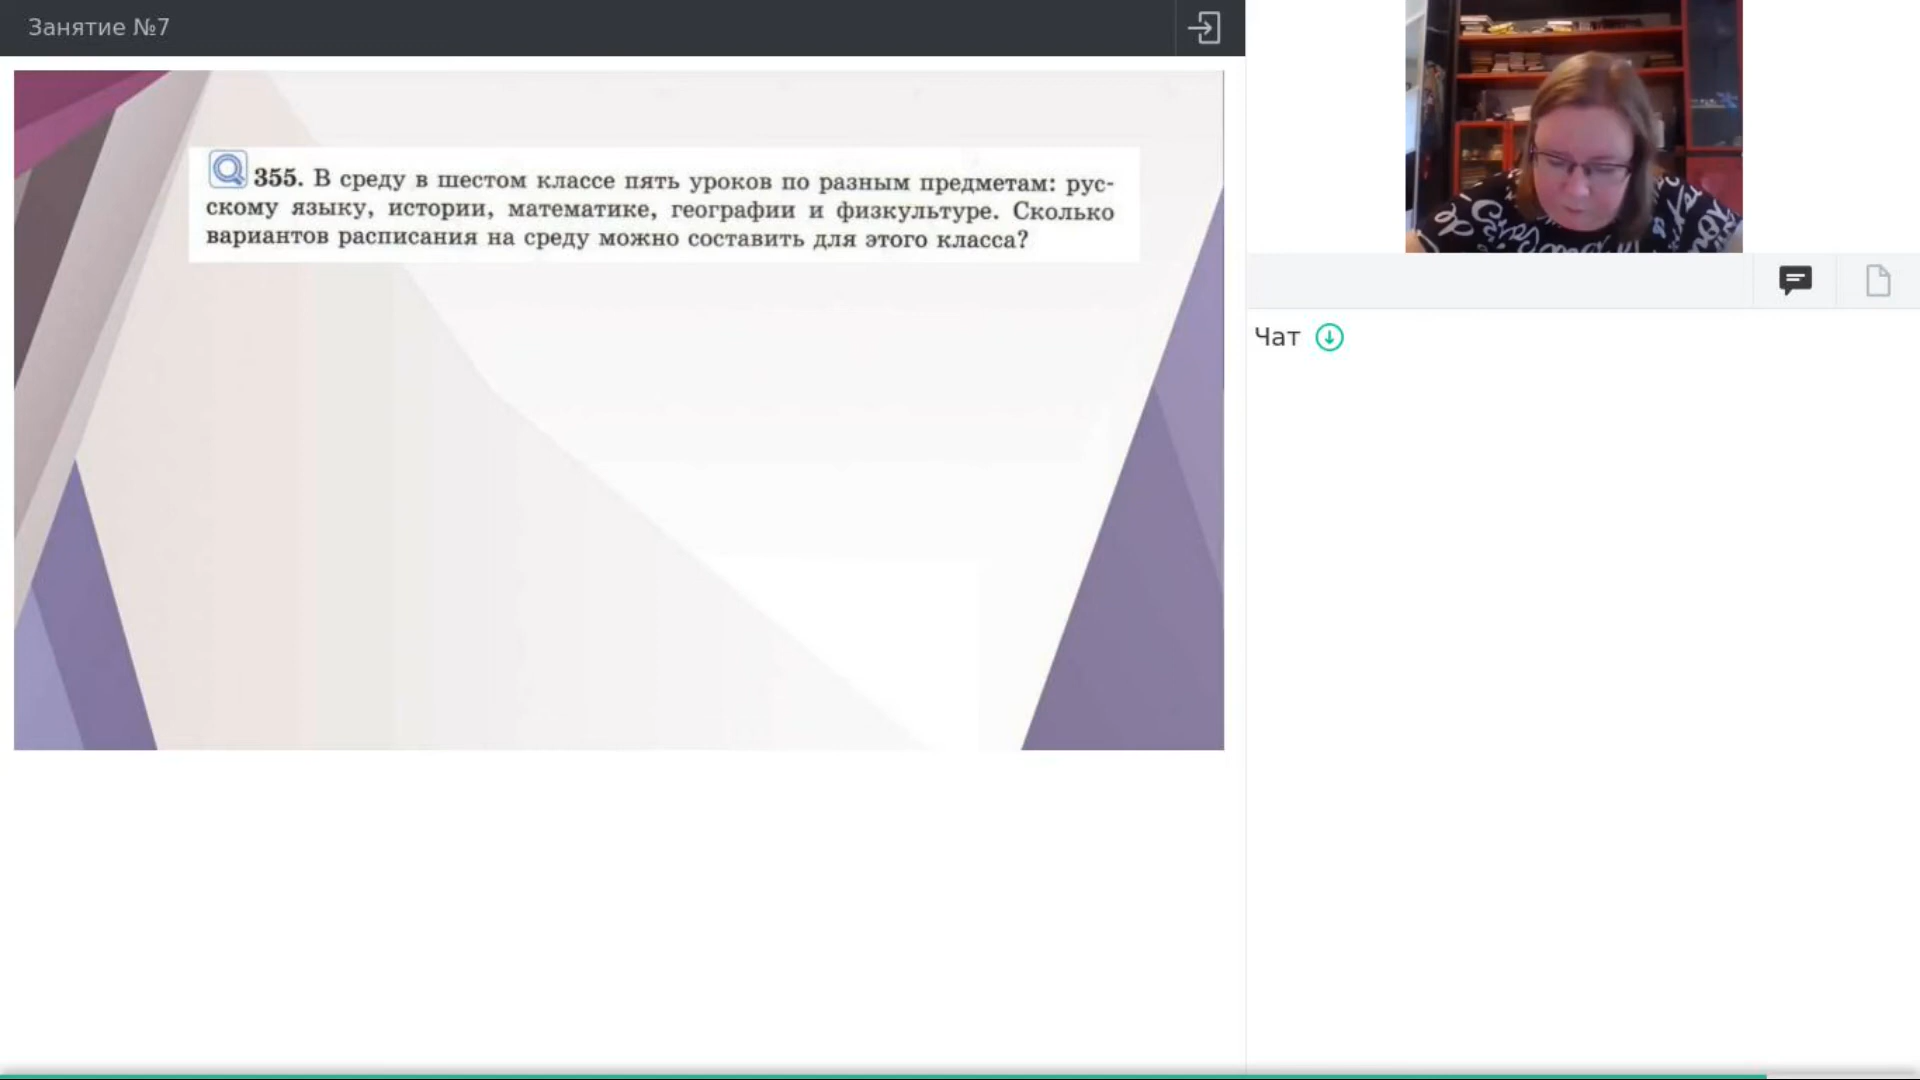 Занятие №7
355. В среду в шестом классе пять уроков по разным предметам: рус-
скому языку, истории, математике, географии и физкультуре. Сколько
вариантов расписания на среду можно составить для этого класса?
Чат